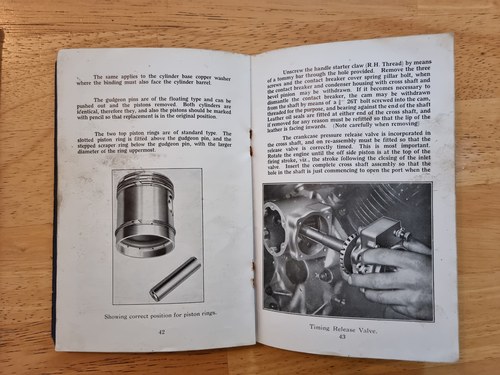 The same applies to the cylinder base copper washer
where the binding must also face the cylinder barrel.
The gudgeon pins are of the floating type and can be
pushed out and the pistons removed. Both cylinders are
identical, therefore they, and also the pistons should be marked
with pencil so that replacement is in the original position.
The two top piston rings are of standard type. The
slotted piston ring is fitted above the gudgeon pin, and the
stepped scraper ring below the gudgeon pin, with the larger
diameter of the ring uppermost.
Showing correct position for piston rings.
42
Unscrew the handle starter claw (R.H. Thread) by means
of a tommy bar through the hole provided. Remove the three
screws and the contact breaker cover spring pillar bolt, when
the contact breaker and condenser housing with cross shaft and
bevel pinion may be withdrawn. If it becomes necessary to
dismantle the contact breaker, the cam may be withdrawn
from the shaft by means of a 26T bolt screwed into the cam,
threaded for the purpose, and bearing against the end of the shaft
Leather oil seals are fitted at either end of the cross shaft, and
if removed for any reason must be refitted so that the lip of the
leather is facing inwards. (Note carefully when removing)
The crankcase pressure release valve is incorporated in
the cross shaft, and on re-assembly must be fitted so that the
release valve is correctly timed. This is most important.
Rotate the engine until the off side piston is at the top of the
firing stroke, viz., the stroke following the closing of the inlet
valve. Insert the complete cross shaft assembly so that the
hole in the shaft is just commencing to open the port when the
Timing Release Valve.
43